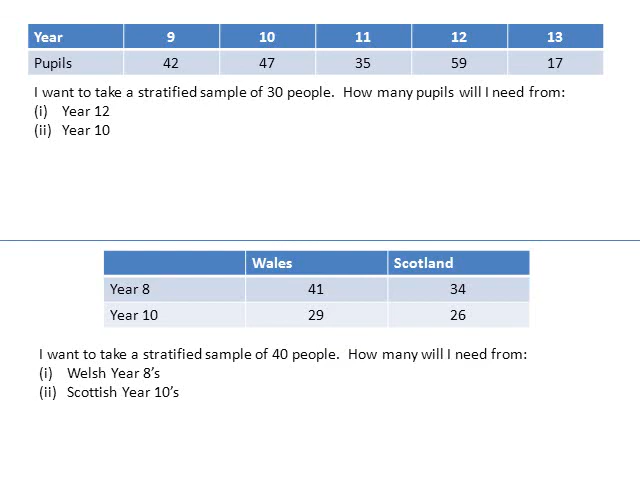 Year 9 10 11 12 13
Pupils 42 47 35 59 17
I want to take a stratified sample of 30 people. How many pupils will I need from:
(i) Year 12
(ii) Year 10
Wales Scotland
Year 8 41 34
Year 10 29 26
I want to take a stratified sample of 40 people. How many will I need from:
(i) Welsh Year 8’s
(ii) Scottish Year 10’s